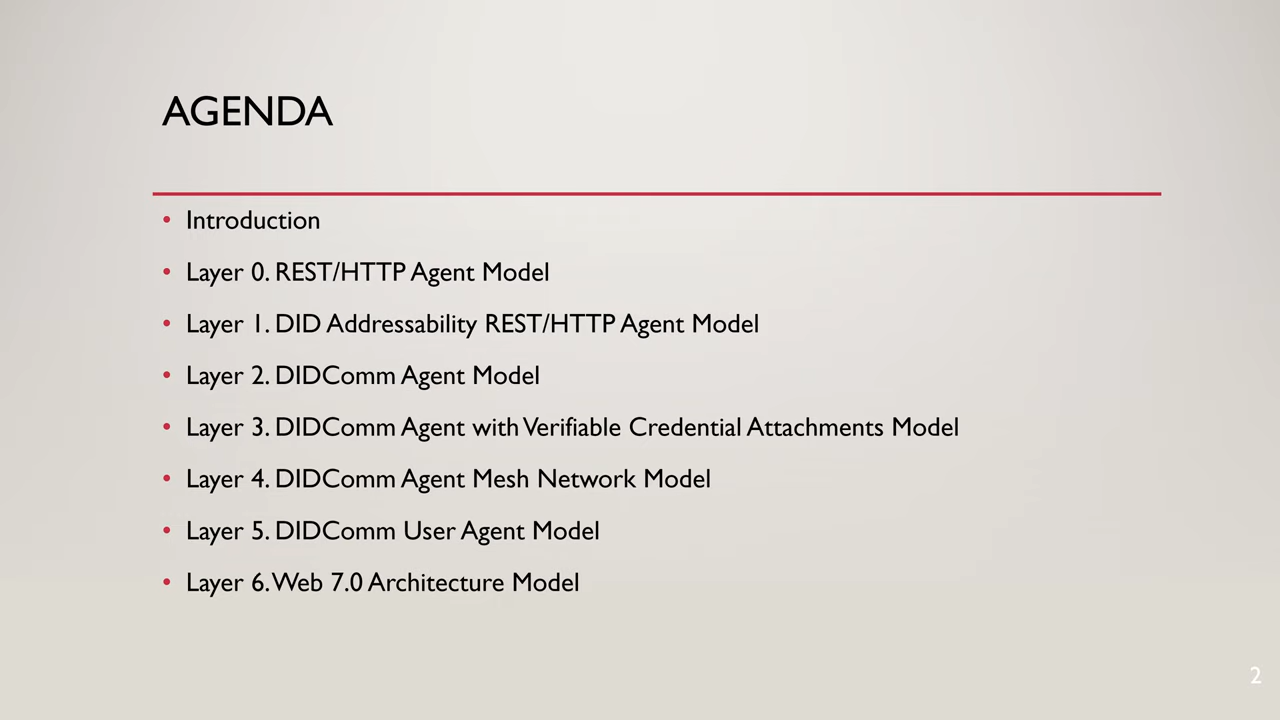 AGENDA
• Introduction
• Layer 0. REST/HTTP Agent Model
• Layer 1. DID Addressability REST/HTTP Agent Model
• Layer 2. DIDComm Agent Model
• Layer 3. DIDComm Agent with Verifiable Credential Attachments Model
• Layer 4. DIDComm Agent Mesh Network Model
• Layer 5. DIDComm User Agent Model
• Layer 6. Web 7.0 Architecture Model
2